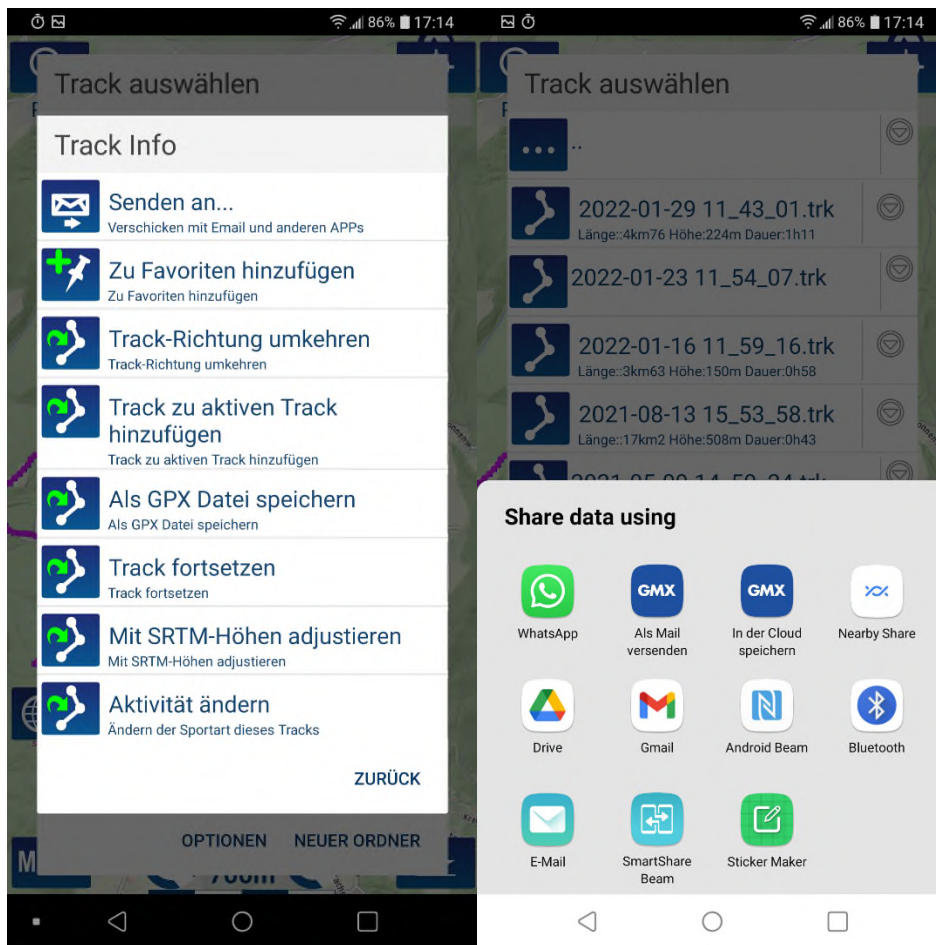 86% 17:14
Track auswählen
Track Info
Senden an...
Verschicken mit Email und anderen APPs
Zu Favoriten hinzufügen
Zu Favoriten hinzufügen
Track-Richtung umkehren
Track-Richtung umkehren
Track zu aktiven Track
hinzufügen
Track zu aktiven Track hinzufügen
Als GPX Datei speichern
Als GPX Datei speichern
Track fortsetzen
Track fortsetzen
Mit SRTM-Höhen adjustieren
Mit SRTM-Höhen adjustieren
Aktivität ändern
Ändern der Sportart dieses Tracks
ZURÜCK
OPTIONEN NEUER ORDNER
M
86% 17:14
Track auswählen
..
2022-01-29 11_43_01.trk
Länge::4km76 Höhe:224m Dauer:1h11
2022-01-23 11_54_07.trk
2022-01-16 11_59_16.trk
Länge::3km63 Höhe:150m Dauer:0h58
2021-08-13 15_53_58.trk
Länge::17km2 Höhe:508m Dauer:0h43
Share data using
WhatsApp
GMX
Als Mail
versenden
GMX
In der Cloud
speichern
Nearby Share
Drive
Gmail
Android Beam
Bluetooth
E-Mail
SmartShare
Beam
Sticker Maker